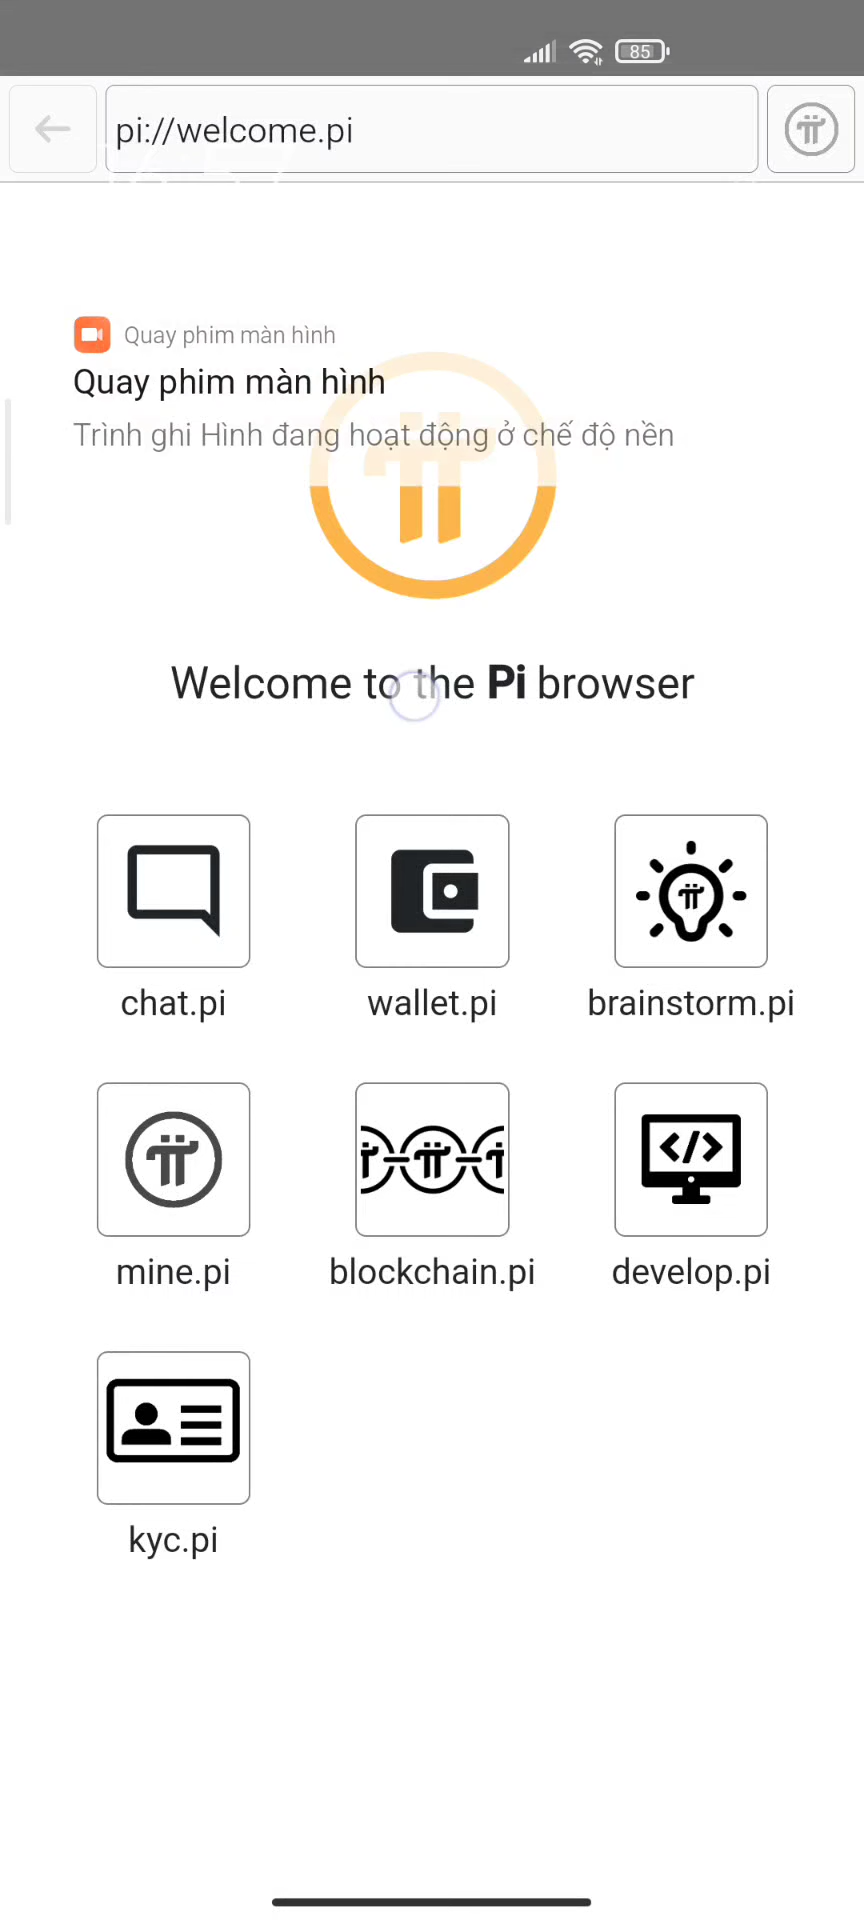 85
pi://welcome.pi
Quay phim màn hình
Quay phim màn hình
Trình ghi Hình đang hoạt động ở chế độ nền
Welcome to the Pi browser
chat.pi wallet.pi brainstorm.pi
mine.pi blockchain.pi develop.pi
kyc.pi